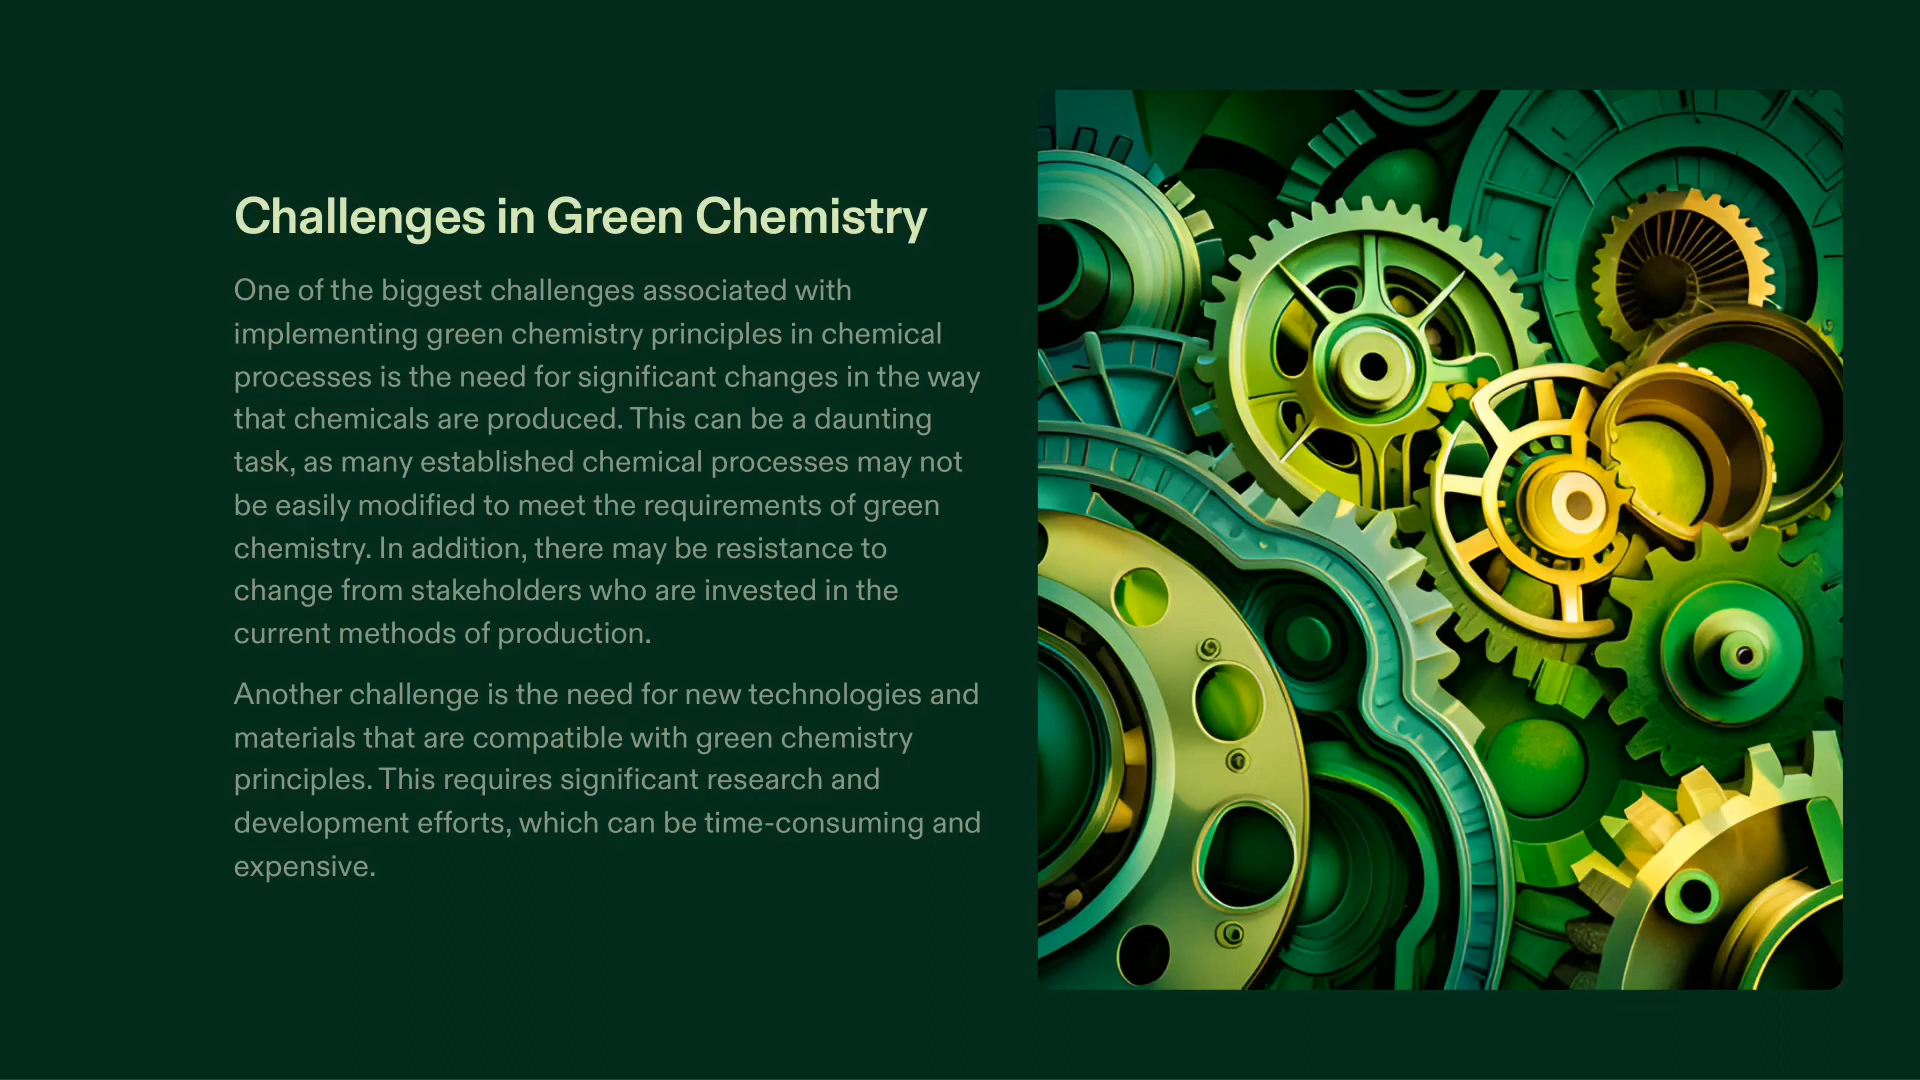 Challenges in Green Chemistry
One of the biggest challenges associated with
implementing green chemistry principles in chemical
processes is the need for significant changes in the way
that chemicals are produced. This can be a daunting
task, as many established chemical processes may not
be easily modified to meet the requirements of green
chemistry. In addition, there may be resistance to
change from stakeholders who are invested in the
current methods of production.
Another challenge is the need for new technologies and
materials that are compatible with green chemistry
principles. This requires significant research and
development efforts, which can be time-consuming and
expensive.